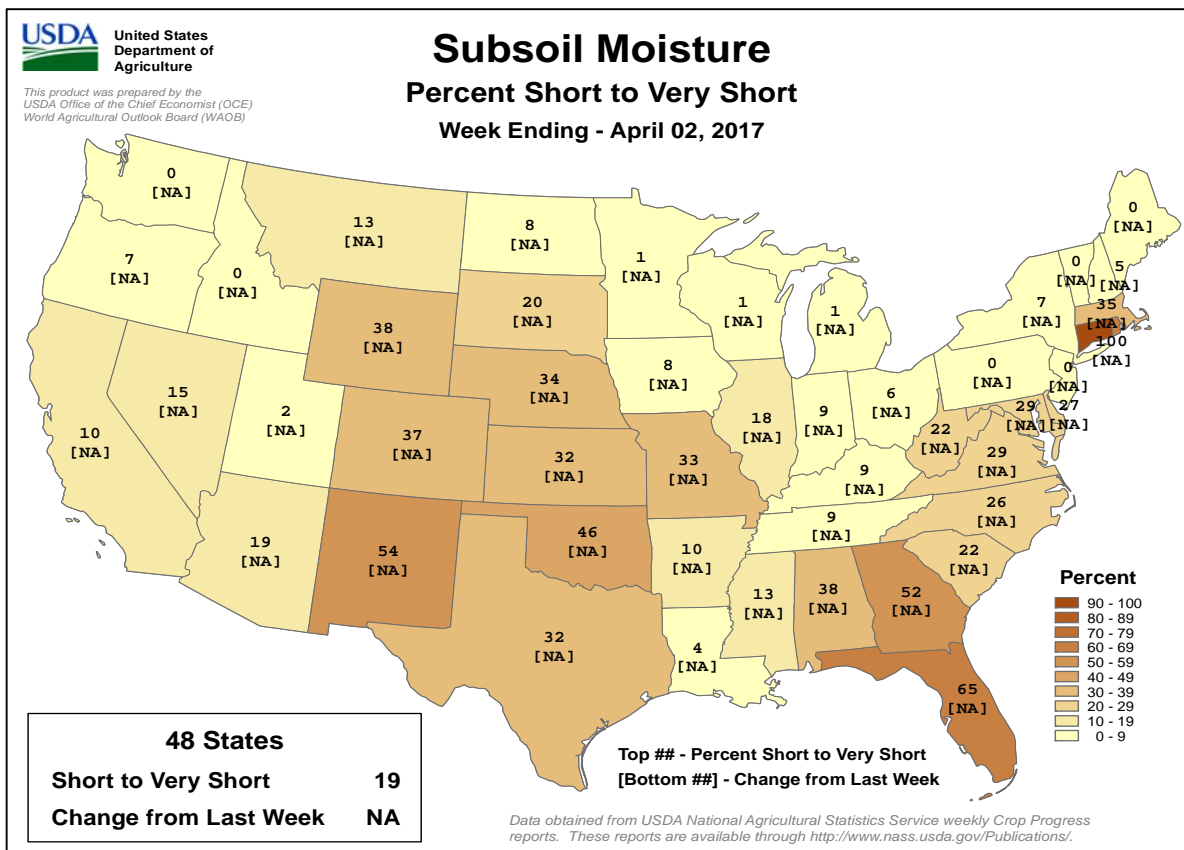 USDA
United States
Department of
Agriculture
This product was prepared by the
USDA Office of the Chief Economist (OCE)
World Agricultural Outlook Board (WAOB)
Subsoil Moisture
Percent Short to Very Short
Week Ending - April 02, 2017
0
[NA]
13
[NA]
8
[NA]
1
[NA]
0
[NA]
7
[NA]
0
[NA]
20
[NA]
1
[NA]
1
[NA]
7
[NA]
0
[NA]
5
[NA]
35
[NA]
100
[NA]
38
[NA]
34
[NA]
8
[NA]
0
[NA]
0
[NA]
10
[NA]
15
[NA]
2
[NA]
37
[NA]
32
[NA]
33
[NA]
18
[NA]
9
[NA]
6
[NA]
22
[NA]
29
[NA]
27
[NA]
29
[NA]
9
[NA]
26
[NA]
19
[NA]
54
[NA]
46
[NA]
10
[NA]
9
[NA]
22
[NA]
32
[NA]
4
[NA]
13
[NA]
38
[NA]
52
[NA]
65
[NA]
Percent
90 - 100
80 - 89
70 - 79
60 - 69
50 - 59
40 - 49
30 - 39
20 - 29
10 - 19
0 - 9
48 States
Short to Very Short 19
Change from Last Week NA
Top ## - Percent Short to Very Short
[Bottom ##] - Change from Last Week
Data obtained from USDA National Agricultural Statistics Service weekly Crop Progress
reports. These reports are available through http://www.nass.usda.gov/Publications/.